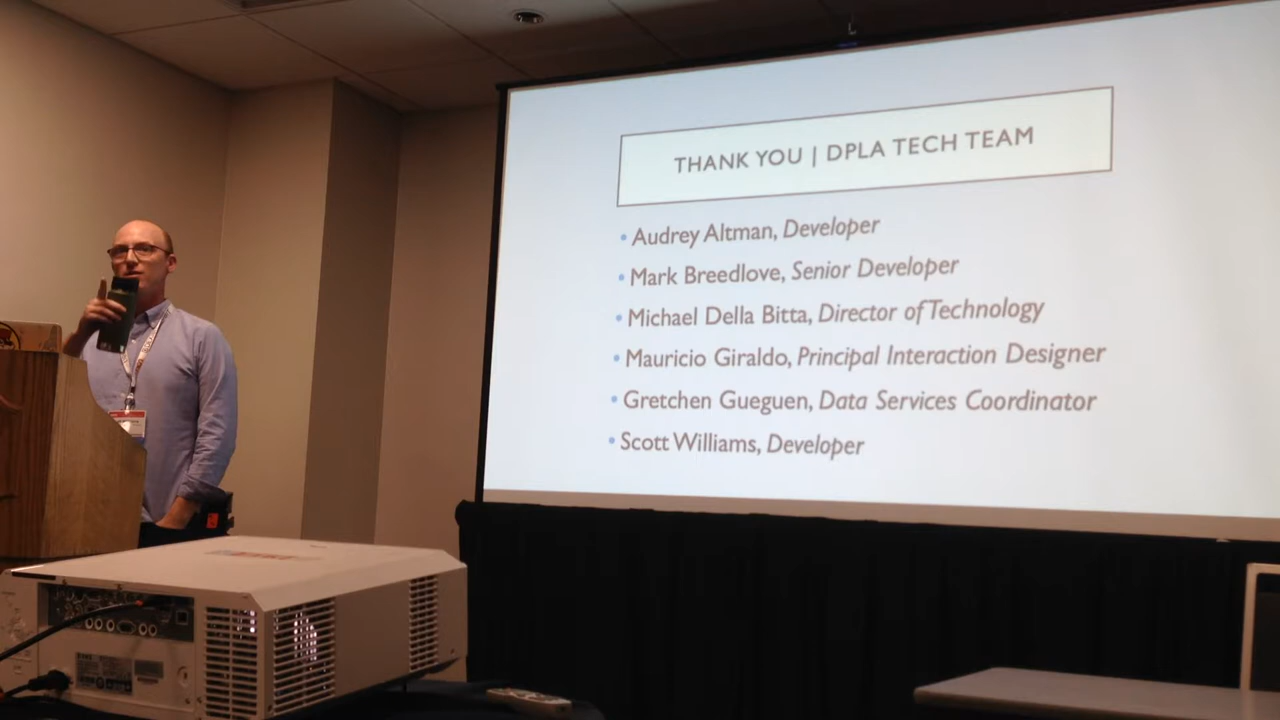 THANK YOU | DPLA TECH TEAM
• Audrey Altman, Developer
• Mark Breedlove, Senior Developer
• Michael Della Bitta, Director of Technology
• Mauricio Giraldo, Principal Interaction Designer
• Gretchen Gueguen, Data Services Coordinator
• Scott Williams, Developer